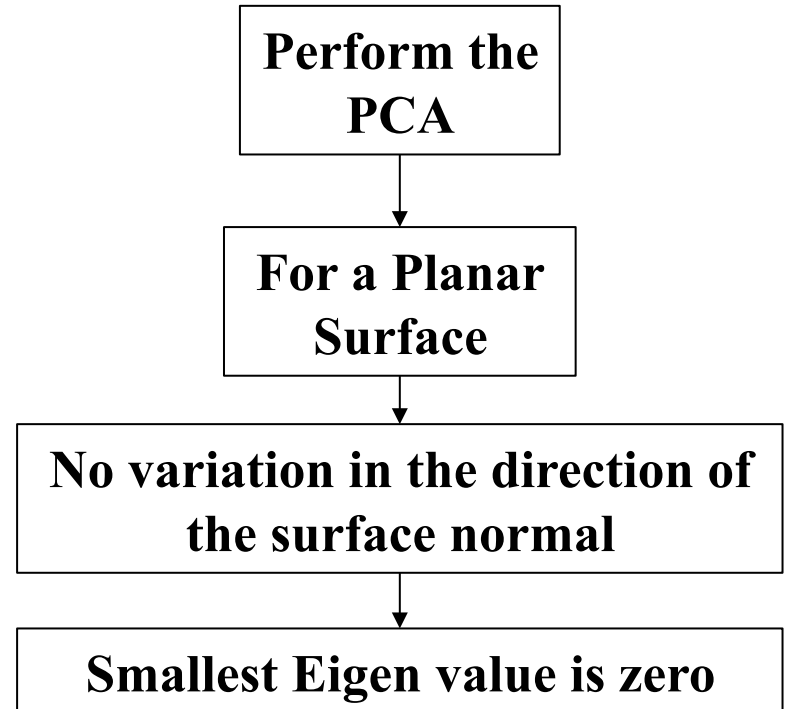 Perform the
PCA
For a Planar
Surface
No variation in the direction of
the surface normal
Smallest Eigen value is zero